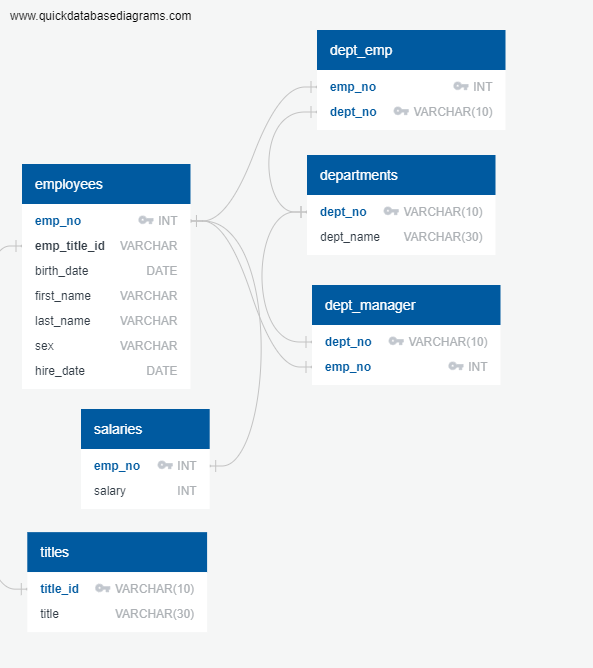 www.quickdatabasediagrams.com
dept_emp
emp_no INT
dept_no VARCHAR(10)
departments
dept_no VARCHAR(10)
dept_name VARCHAR(30)
employees
emp_no INT
emp_title_id VARCHAR
birth_date DATE
first_name VARCHAR
last_name VARCHAR
sex VARCHAR
hire_date DATE
dept_manager
dept_no VARCHAR(10)
emp_no INT
salaries
emp_no INT
salary INT
titles
title_id VARCHAR(10)
title VARCHAR(30)